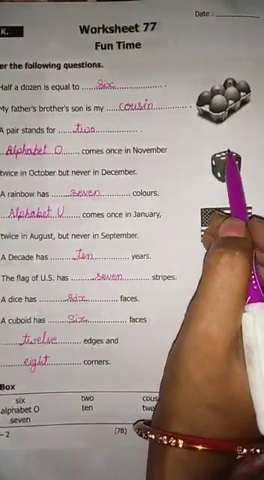 Date :
K.
Worksheet 77
Fun Time
er the following questions.
Half a dozen is equal to ....six....
My father's brother's son is my ....cousin....
A pair stands for ....two....
Alphabet O .... comes once in November
twice in October but never in December.
A rainbow has ....seven.... colours.
Alphabet U .... comes once in January,
twice in August, but never in September.
A Decade has ....ten.... years.
The flag of U.S. has ....seven.... stripes.
A dice has ....six.... faces.
A cuboid has ....six.... faces
....twelve.... edges and
....eight.... corners.
Box
six two cous
alphabet O ten twe
seven
– 2 (78)